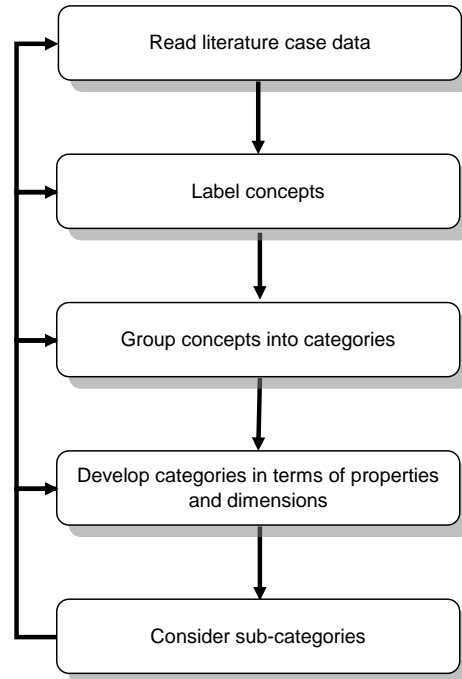 Read literature case data
Label concepts
Group concepts into categories
Develop categories in terms of properties
and dimensions
Consider sub-categories